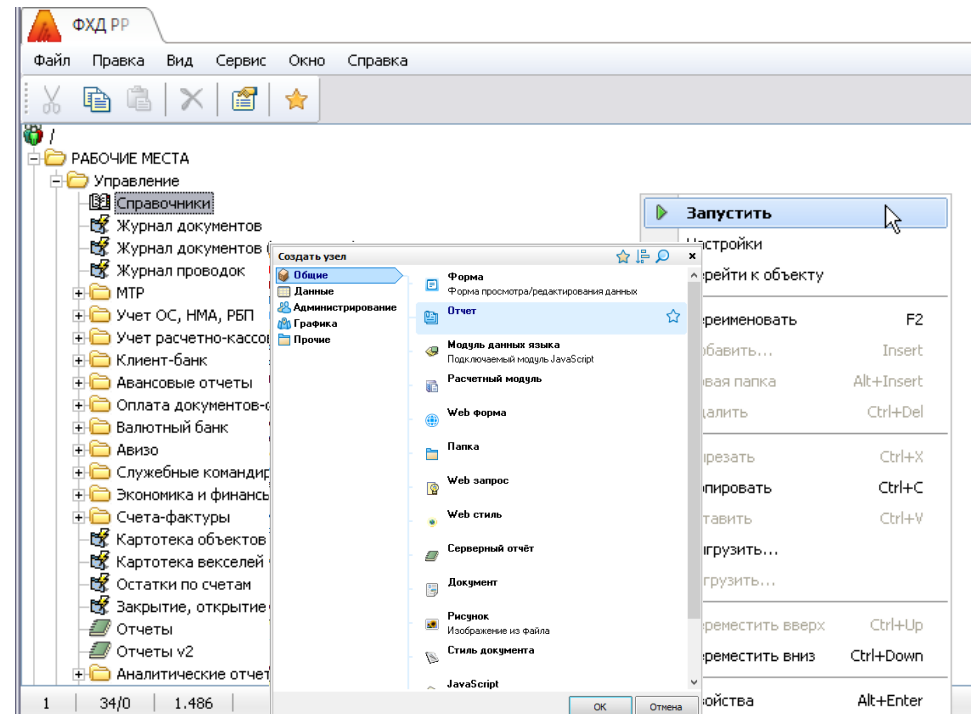 ФХД РР
Файл Правка Вид Сервис Окно Справка
/
РАБОЧИЕ МЕСТА
Управление
Справочники
Журнал документов
Журнал документов (
Журнал проводок
МТР
Учет ОС, НМА, РБП
Учет расчетно-кассо
Клиент-банк
Авансовые отчеты
Оплата документов-о
Валютный банк
Авизо
Служебные командир
Экономика и финансы
Счета-фактуры
Картотека объектов
Картотека векселей
Остатки по счетам
Закрытие, открытие
Отчеты
Отчеты v2
Аналитические отчет
1 34/0 1.486
Создать узел
Общие
Данные
Администрирование
Графика
Прочие
Форма
Форма просмотра/редактирования данных
Отчет
Модуль данных языка
Подключаемый модуль JavaScript
Расчетный модуль
Web форма
Папка
Web запрос
Web стиль
Серверный отчёт
Документ
Рисунок
Изображение из файла
Стиль документа
JavaScript
ОК Отмена
Запустить
Настройки
ерейти к объекту
ереименовать F2
обавить... Insert
овая папка Alt+Insert
далить Ctrl+Del
ырезать Ctrl+X
опировать Ctrl+C
тавить Ctrl+V
ыгрузить...
грузить...
ереместить вверх Ctrl+Up
ереместить вниз Ctrl+Down
войства Alt+Enter